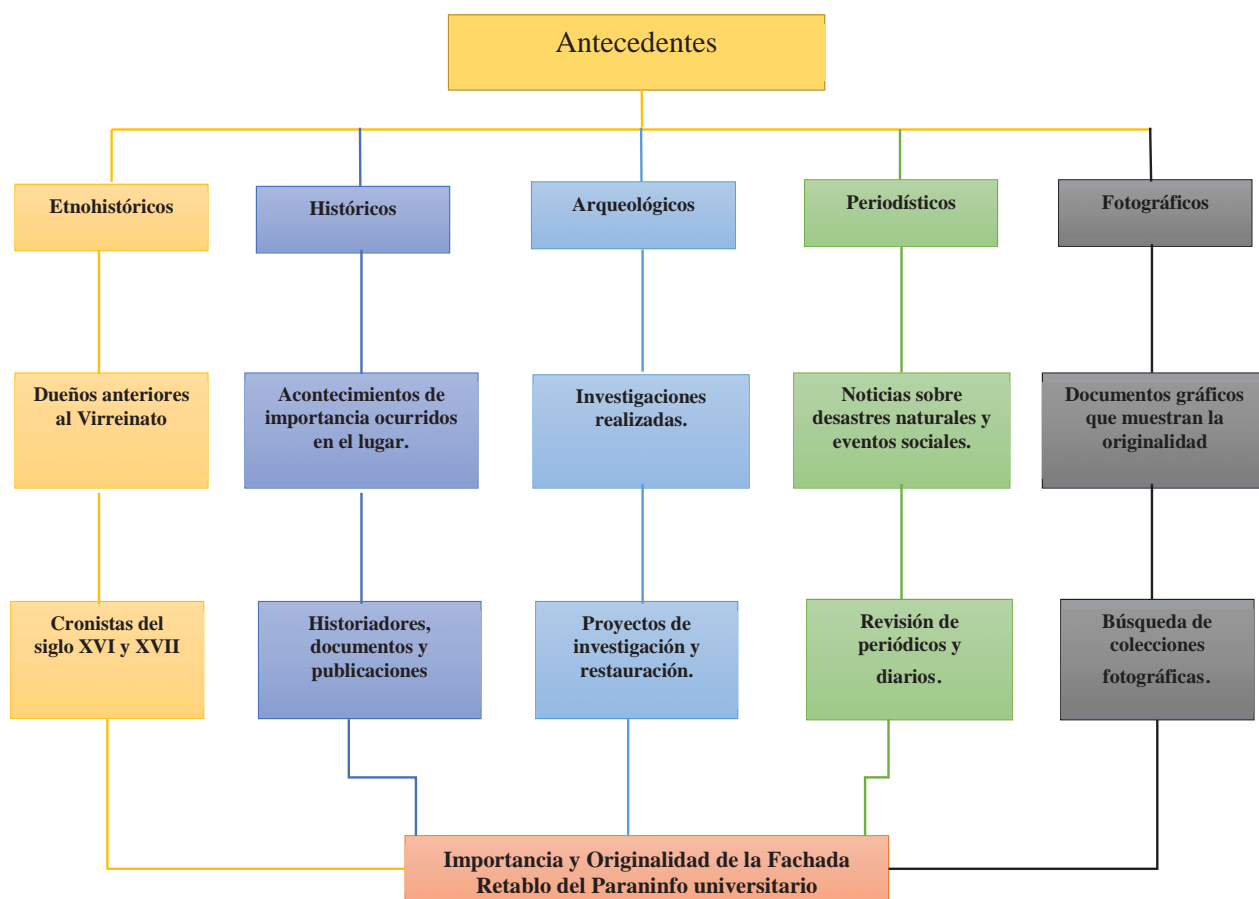 Antecedentes
Etnohistóricos
Históricos
Arqueológicos
Periodísticos
Fotográficos
Dueños anteriores
al Virreinato
Acontecimientos de
importancia ocurridos
en el lugar.
Investigaciones
realizadas.
Noticias sobre
desastres naturales y
eventos sociales.
Documentos gráficos
que muestran la
originalidad
Cronistas del
siglo XVI y XVII
Historiadores,
documentos y
publicaciones
Proyectos de
investigación y
restauración.
Revisión de
periódicos y
diarios.
Búsqueda de
colecciones
fotográficas.
Importancia y Originalidad de la Fachada
Retablo del Paraninfo universitario